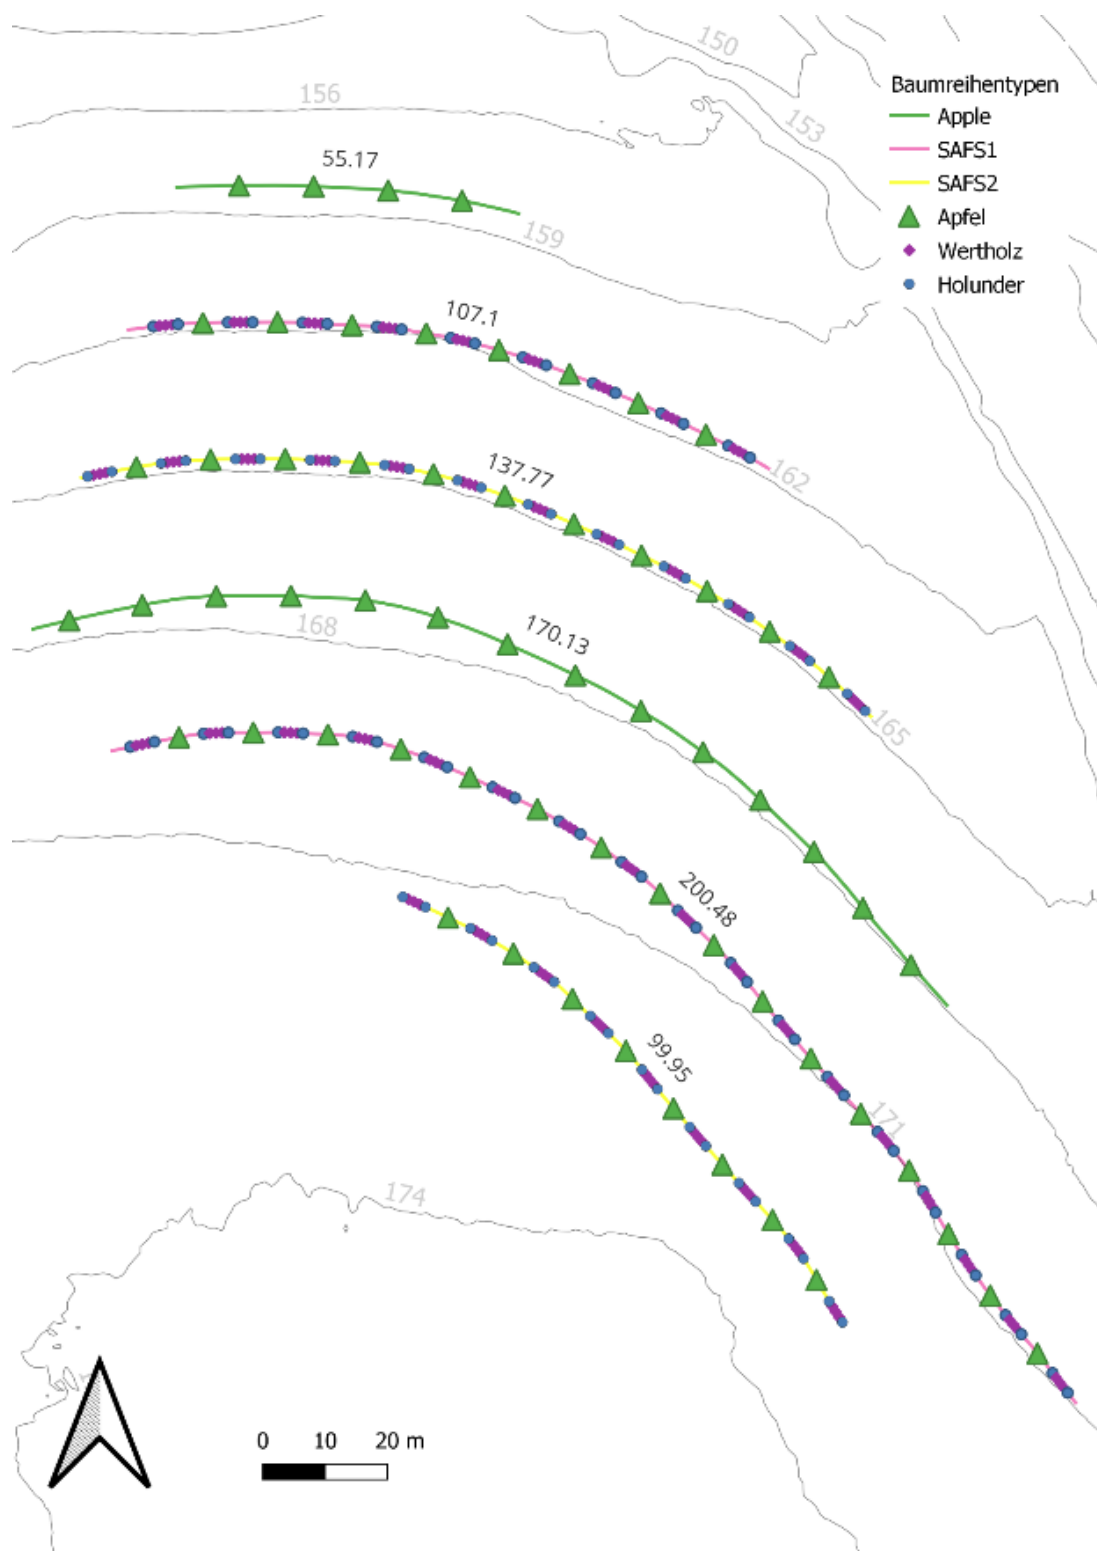 150
Baumreihentypen
156
153
Apple
SAFS1
55.17
SAFS2
Apfel
159
Wertholz
Holunder
107.1
137.77
162
168
170.13
165
200.48
99.95
171
174
0 10 20 m